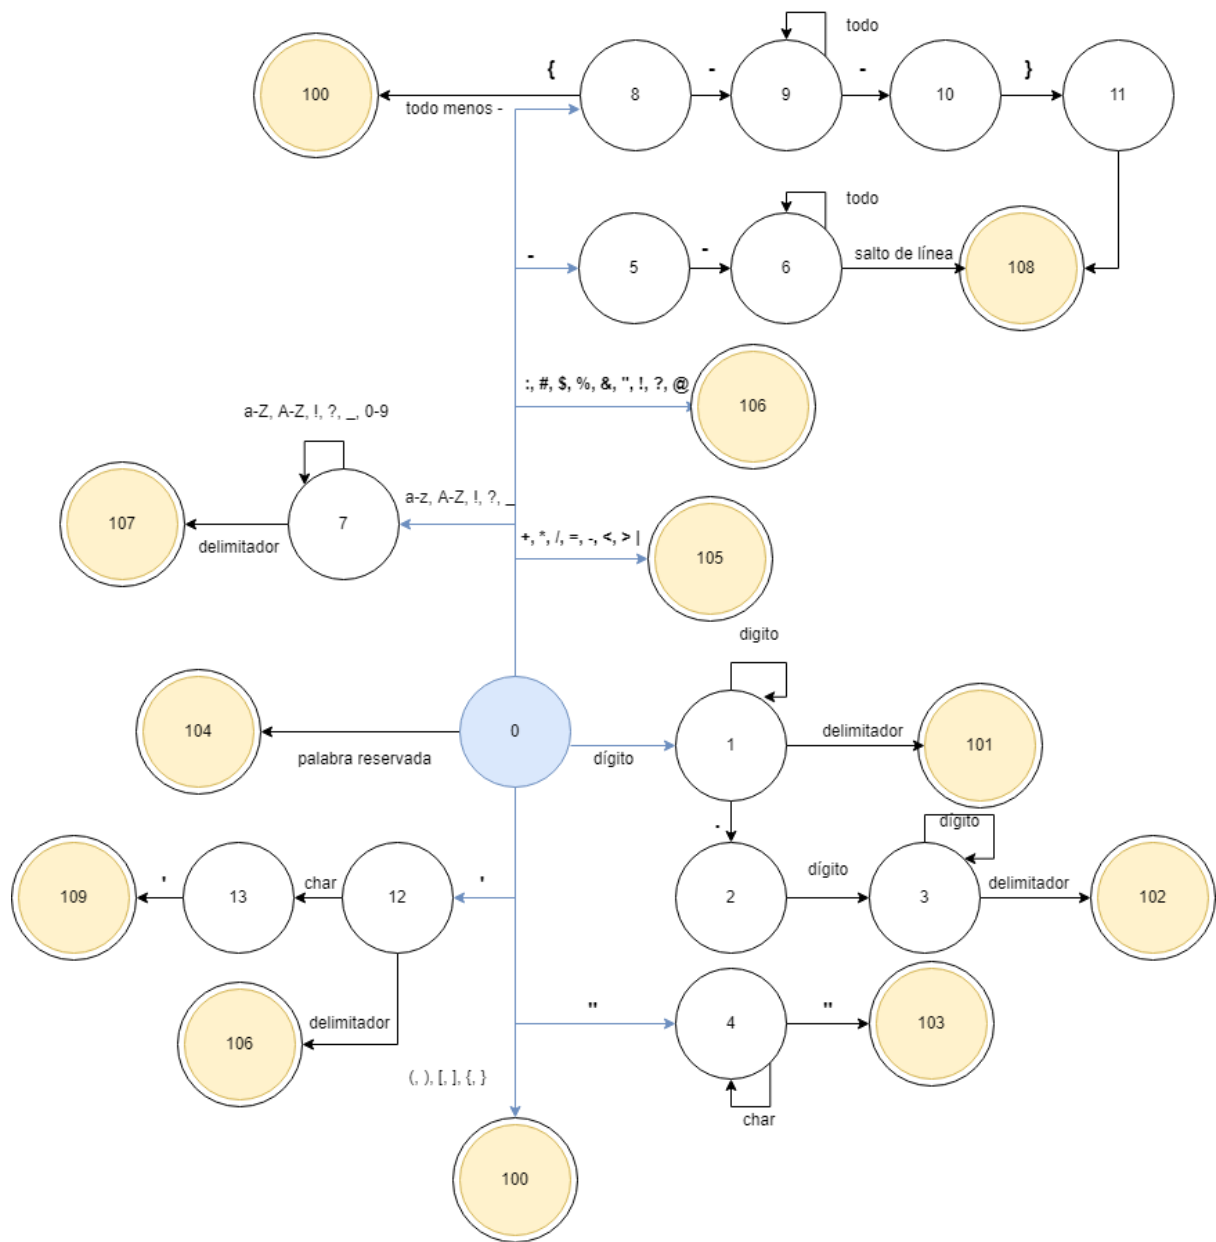 todo
{
-
-
}
100
8
9
10
11
todo menos -
todo
-
-
salto de línea
5
6
108
:, #, $, %, &, ", !, ?, @
106
a-Z, A-Z, !, ?, _, 0-9
a-z, A-Z, !, ?, _
107
7
delimitador
+, *, /, =, -, <, > |
105
digito
104
0
1
delimitador
101
palabra reservada
dígito
.
dígito
'
char
'
dígito
delimitador
109
13
12
2
3
102
"
"
106
delimitador
4
103
(, ), [, ], {, }
char
100